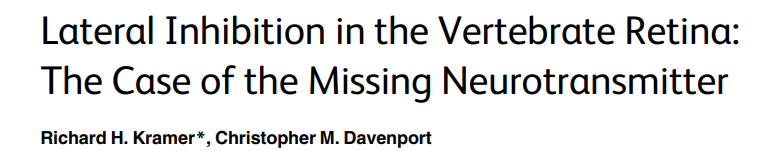 Lateral Inhibition in the Vertebrate Retina:
The Case of the Missing Neurotransmitter
Richard H. Kramer*, Christopher M. Davenport